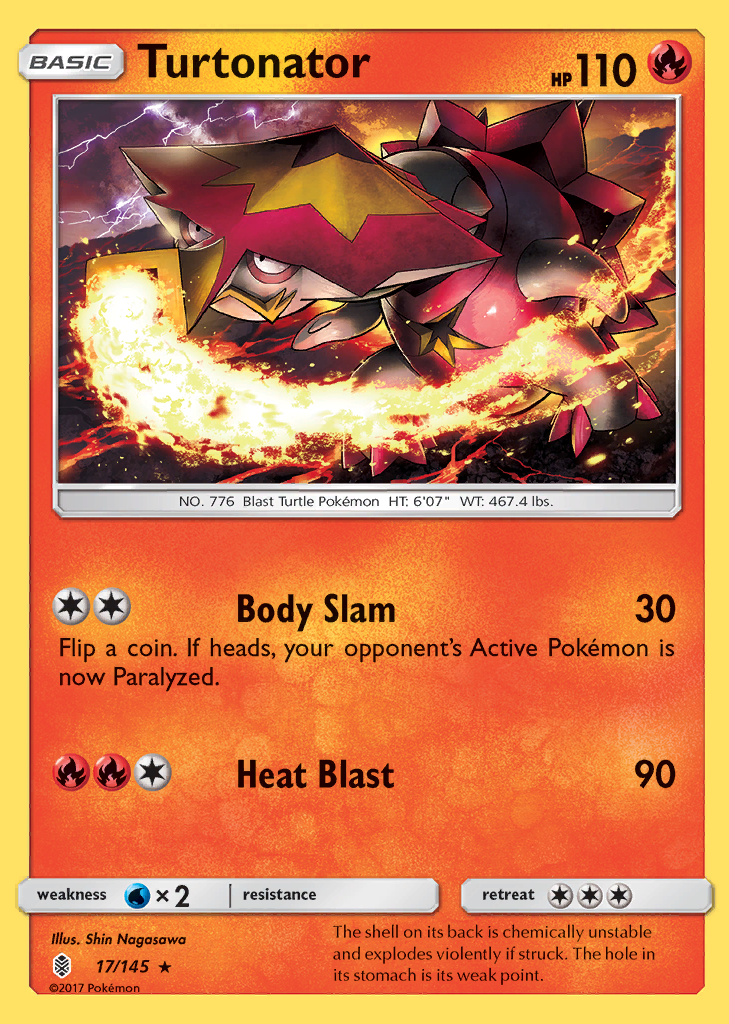 BASIC
Turtonator
HP 110
NO. 776 Blast Turtle Pokémon HT: 6'07" WT: 467.4 lbs.
Body Slam 30
Flip a coin. If heads, your opponent's Active Pokémon is
now Paralyzed.
Heat Blast 90
weakness × 2 resistance retreat
Illus. Shin Nagasawa
17/145 ★
©2017 Pokémon
The shell on its back is chemically unstable
and explodes violently if struck. The hole in
its stomach is its weak point.